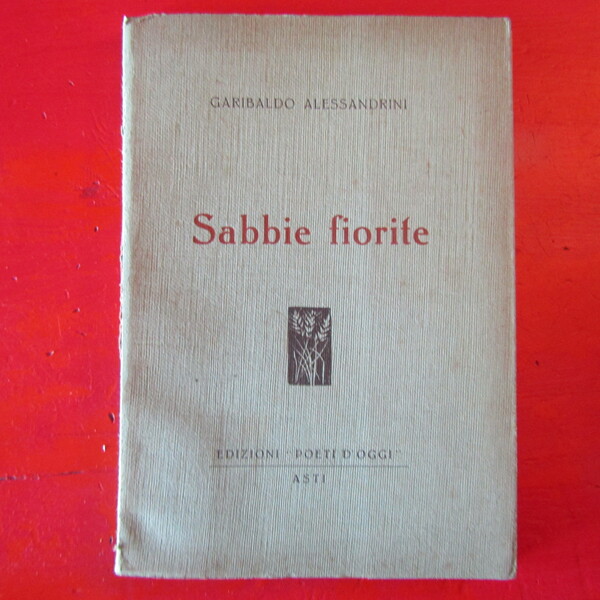 GARIBALDO ALESSANDRINI
Sabbie fiorite
EDIZIONI "POETI D'OGGI"
ASTI